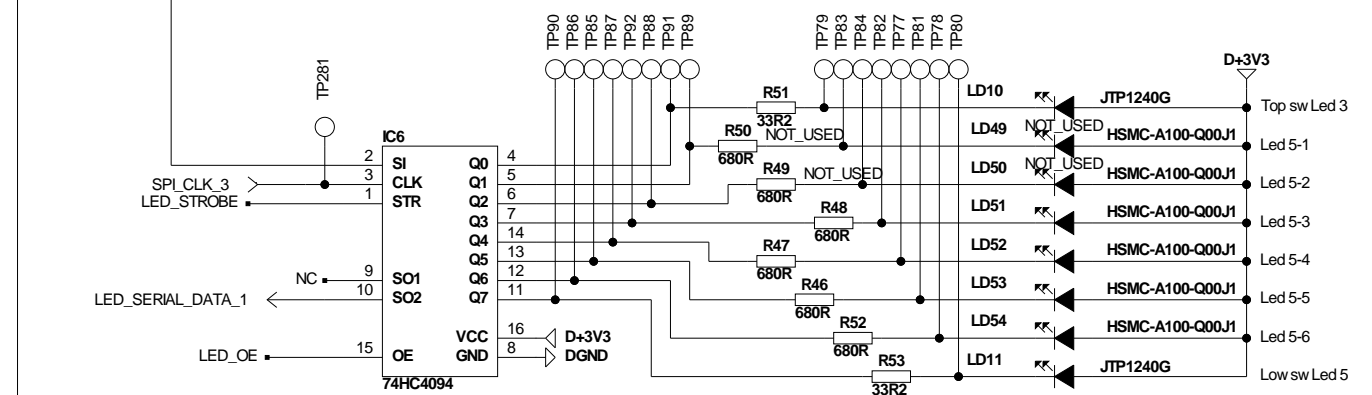 TP90 TP86 TP85 TP87 TP92 TP88 TP91 TP89
TP79 TP83 TP84 TP82 TP77 TP81 TP78 TP80
D+3V3
TP281
R51 LD10 JTP1240G Top sw Led 3
33R2
IC6
R50 NOT_USED LD49 NOT_USED HSMC-A100-Q00J1 Led 5-1
680R
2 SI Q0 4
R49 NOT_USED LD50 NOT_USED HSMC-A100-Q00J1 Led 5-2
680R
SPI_CLK_3 3 CLK Q1 5
LED_STROBE 1 STR Q2 6
R48 LD51 HSMC-A100-Q00J1 Led 5-3
680R
Q3 7
Q4 14
R47 LD52 HSMC-A100-Q00J1 Led 5-4
680R
Q5 13
NC 9 SO1 Q6 12
R46 LD53 HSMC-A100-Q00J1 Led 5-5
680R
LED_SERIAL_DATA_1 10 SO2 Q7 11
R52 LD54 HSMC-A100-Q00J1 Led 5-6
680R
VCC 16 D+3V3
LED_OE 15 OE GND 8 DGND
R53 LD11 JTP1240G Low sw Led 5
33R2
74HC4094